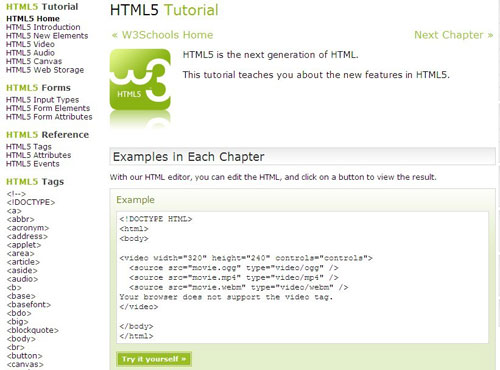 HTML5 Tutorial
HTML5 Home
HTML5 Introduction
HTML5 New Elements
HTML5 Video
HTML5 Audio
HTML5 Canvas
HTML5 Web Storage
HTML5 Forms
HTML5 Input Types
HTML5 Form Elements
HTML5 Form Attributes
HTML5 Reference
HTML5 Tags
HTML5 Attributes
HTML5 Events
HTML5 Tags
<!-->
<!DOCTYPE>
<a>
<abbr>
<acronym>
<address>
<applet>
<area>
<article>
<aside>
<audio>
<b>
<base>
<basefont>
<bdo>
<big>
<blockquote>
<body>
<br>
<button>
<canvas>
HTML5 Tutorial
« W3Schools Home
Next Chapter »
w3
HTML5
HTML5 is the next generation of HTML.
This tutorial teaches you about the new features in HTML5.
Examples in Each Chapter
With our HTML editor, you can edit the HTML, and click on a button to view the result.
Example
<!DOCTYPE HTML>
<html>
<body>
<video width="320" height="240" controls="controls">
<source src="movie.ogg" type="video/ogg" />
<source src="movie.mp4" type="video/mp4" />
<source src="movie.webm" type="video/webm" />
Your browser does not support the video tag.
</video>
</body>
</html>
Try it yourself »